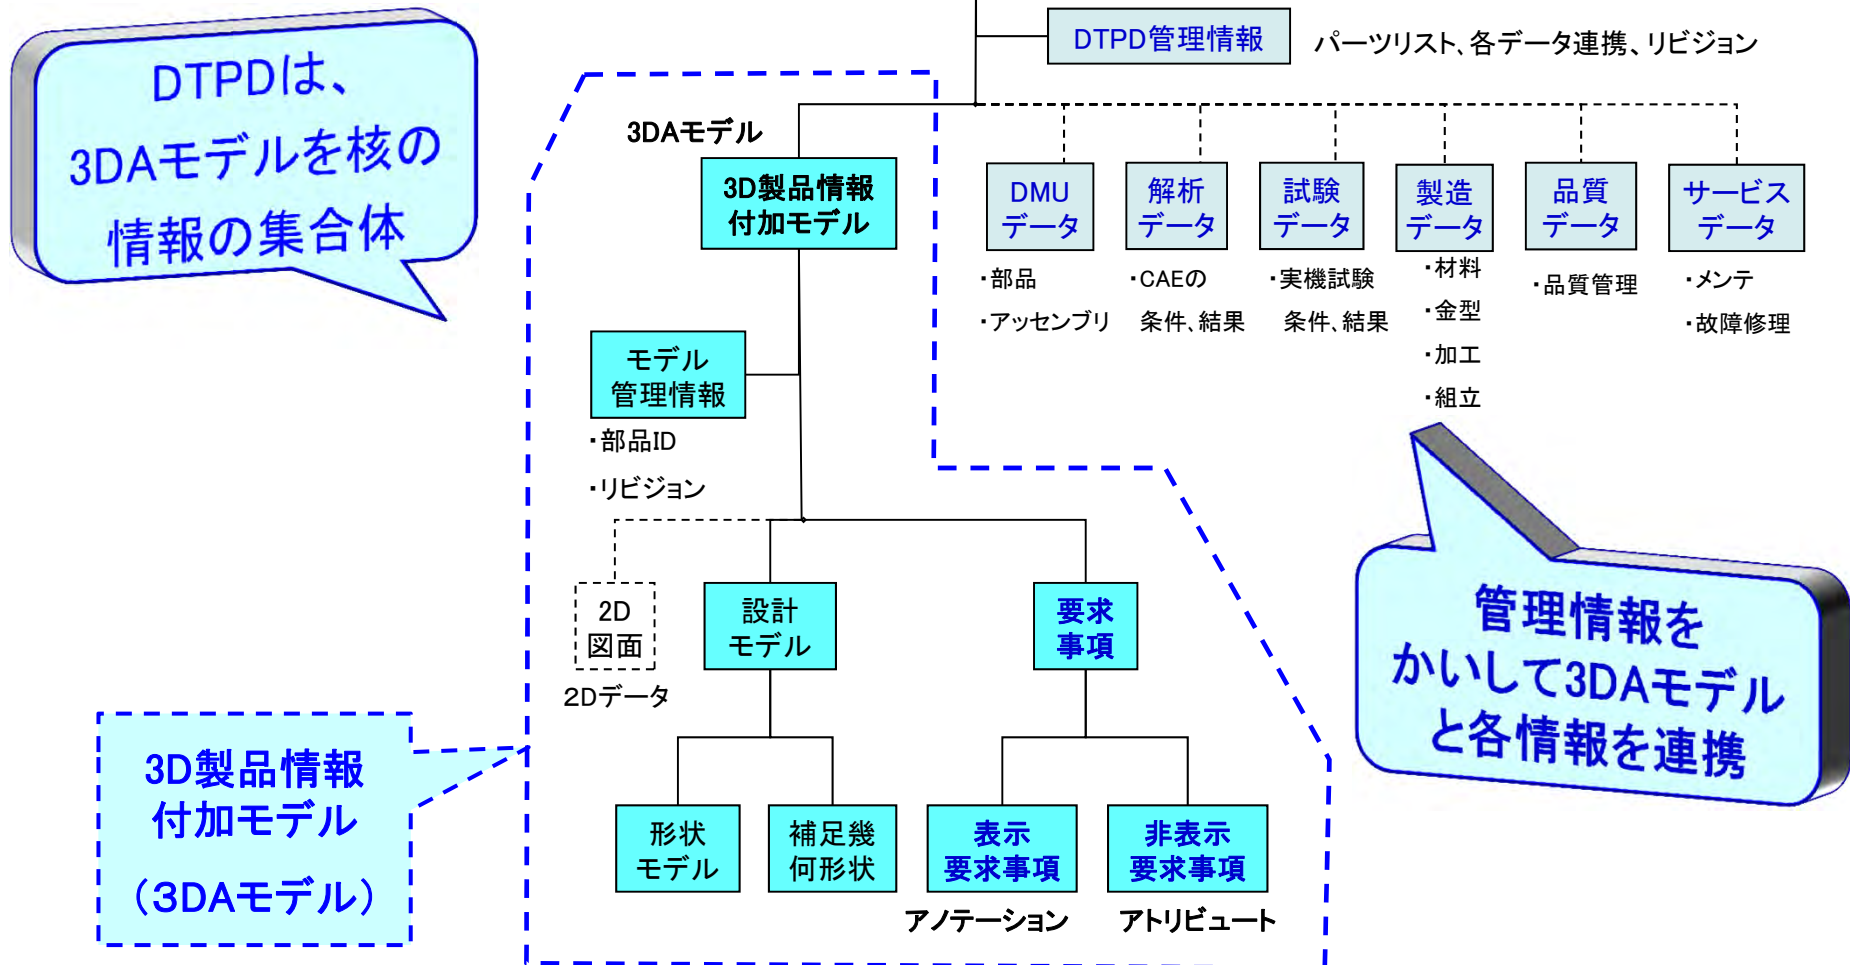 DTPDは、
3DAモデルを核の
情報の集合体
DTPD管理情報
パーツリスト、各データ連携、リビジョン
3DAモデル
3D製品情報
付加モデル
DMU
データ
・部品
・アッセンブリ
解析
データ
・CAEの
条件、結果
試験
データ
・実機試験
条件、結果
製造
データ
・材料
・金型
・加工
・組立
品質
データ
・品質管理
サービス
データ
・メンテ
・故障修理
モデル
管理情報
・部品ID
・リビジョン
2D
図面
2Dデータ
設計
モデル
要求
事項
形状
モデル
補足幾
何形状
表示
要求事項
アノテーション
非表示
要求事項
アトリビュート
3D製品情報
付加モデル
（3DAモデル）
管理情報を
かいして3DAモデル
と各情報を連携